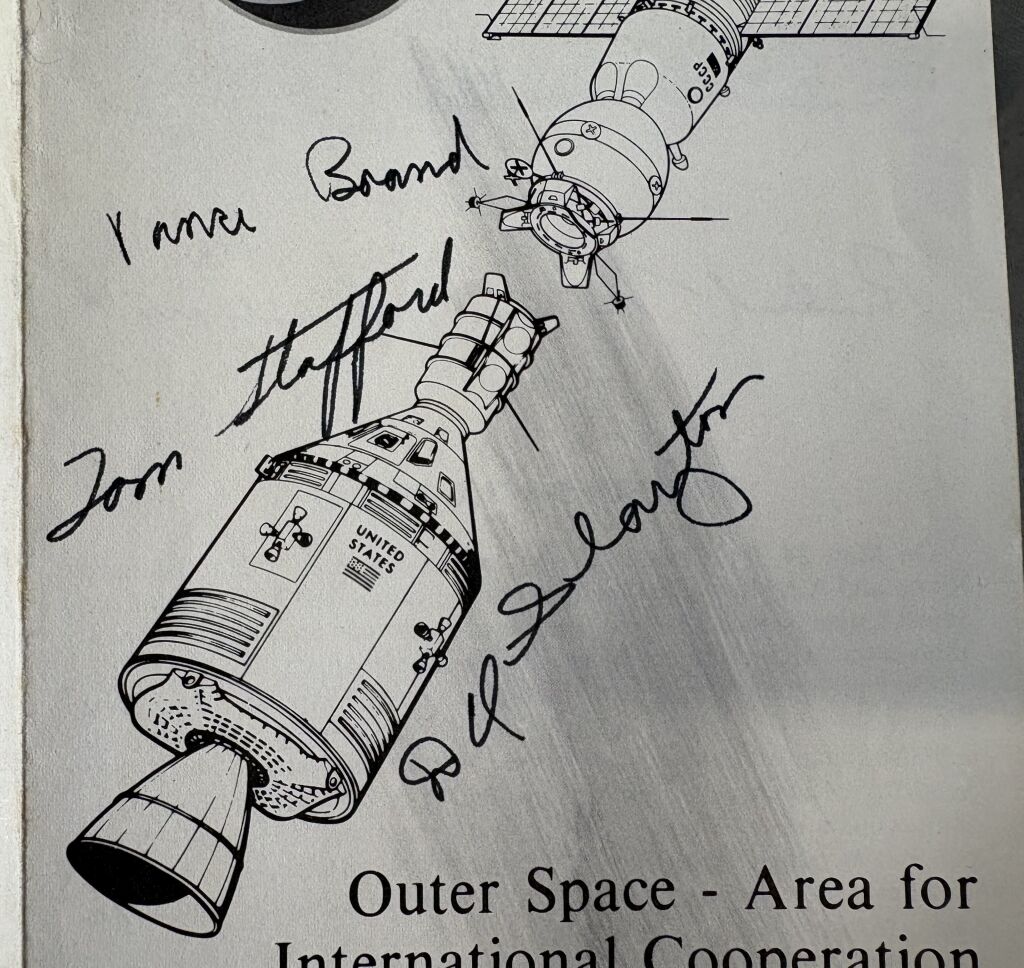 CCCP
Vance Brand
Tom Stafford
UNITED
STATES
D K Slayton
Outer Space - Area for
International Cooperation